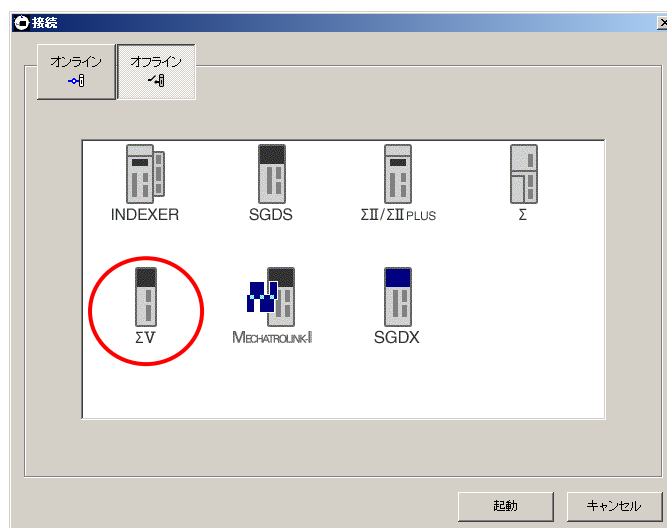 接続
オンライン オフライン
INDEXER SGDS ΣⅡ/ΣⅡ PLUS Σ
ΣⅤ MECHATROLINK-Ⅱ SGDX
起動 キャンセル